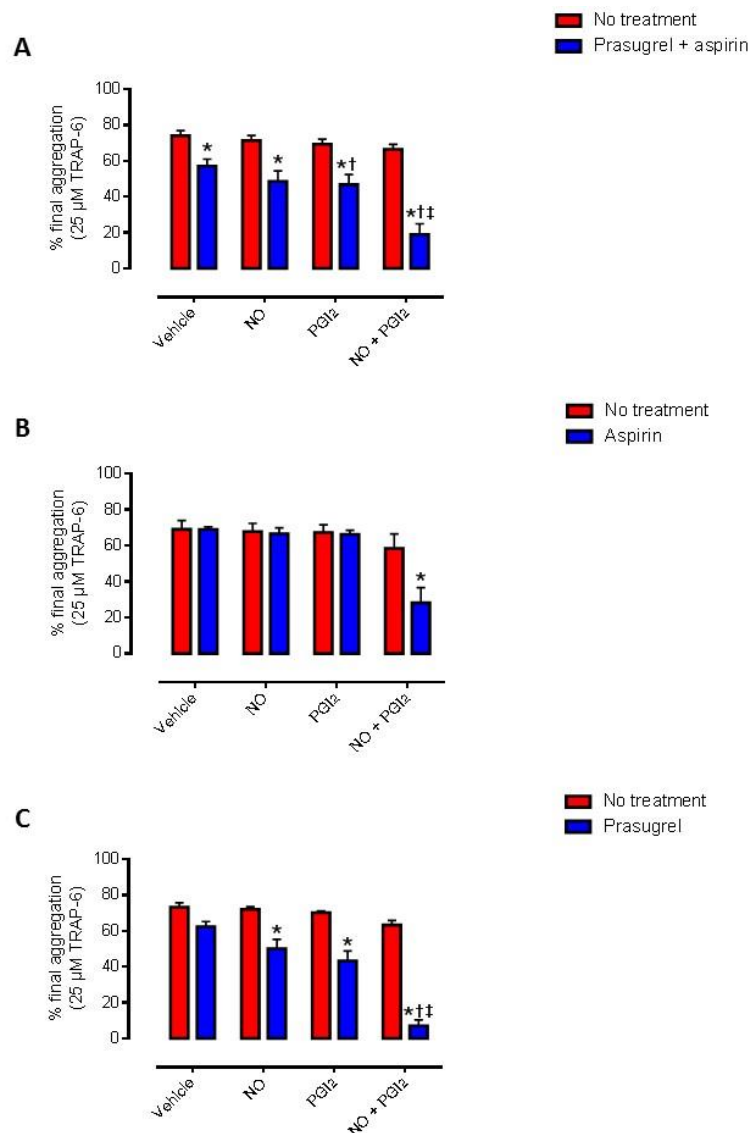 No treatment
Prasugrel + aspirin
A
% final aggregation
(25 µM TRAP-6)
100
80
60
40
20
0
*
*
*†
*†‡
Vehicle
NO
PGI₂
NO + PGI₂
No treatment
Aspirin
B
% final aggregation
(25 µM TRAP-6)
100
80
60
40
20
0
*
Vehicle
NO
PGI₂
NO + PGI₂
No treatment
Prasugrel
C
% final aggregation
(25 µM TRAP-6)
100
80
60
40
20
0
*
*
*†‡
Vehicle
NO
PGI₂
NO + PGI₂